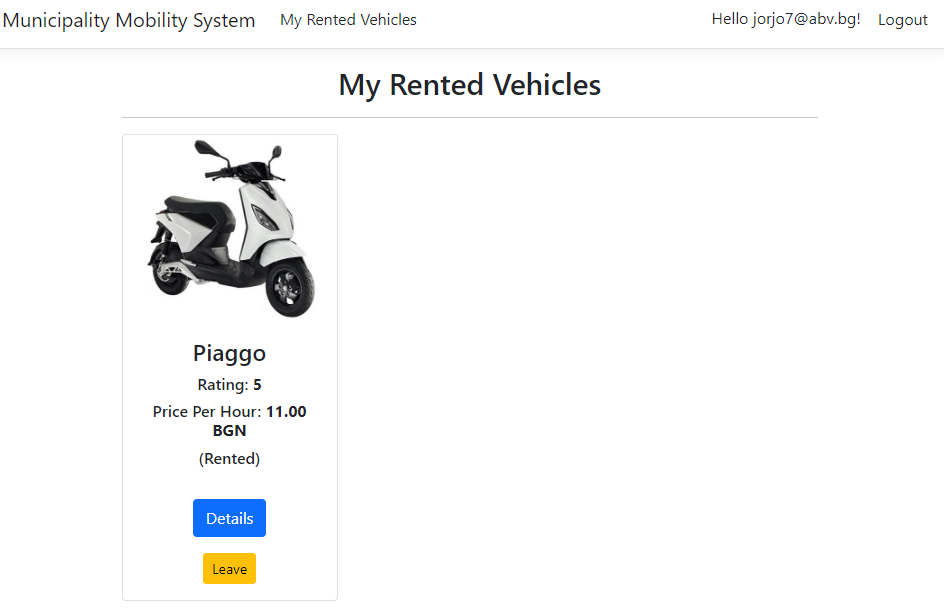 Municipality Mobility System My Rented Vehicles Hello jorjo7@abv.bg! Logout
My Rented Vehicles
Piaggo
Rating: 5
Price Per Hour: 11.00
BGN
(Rented)
Details
Leave